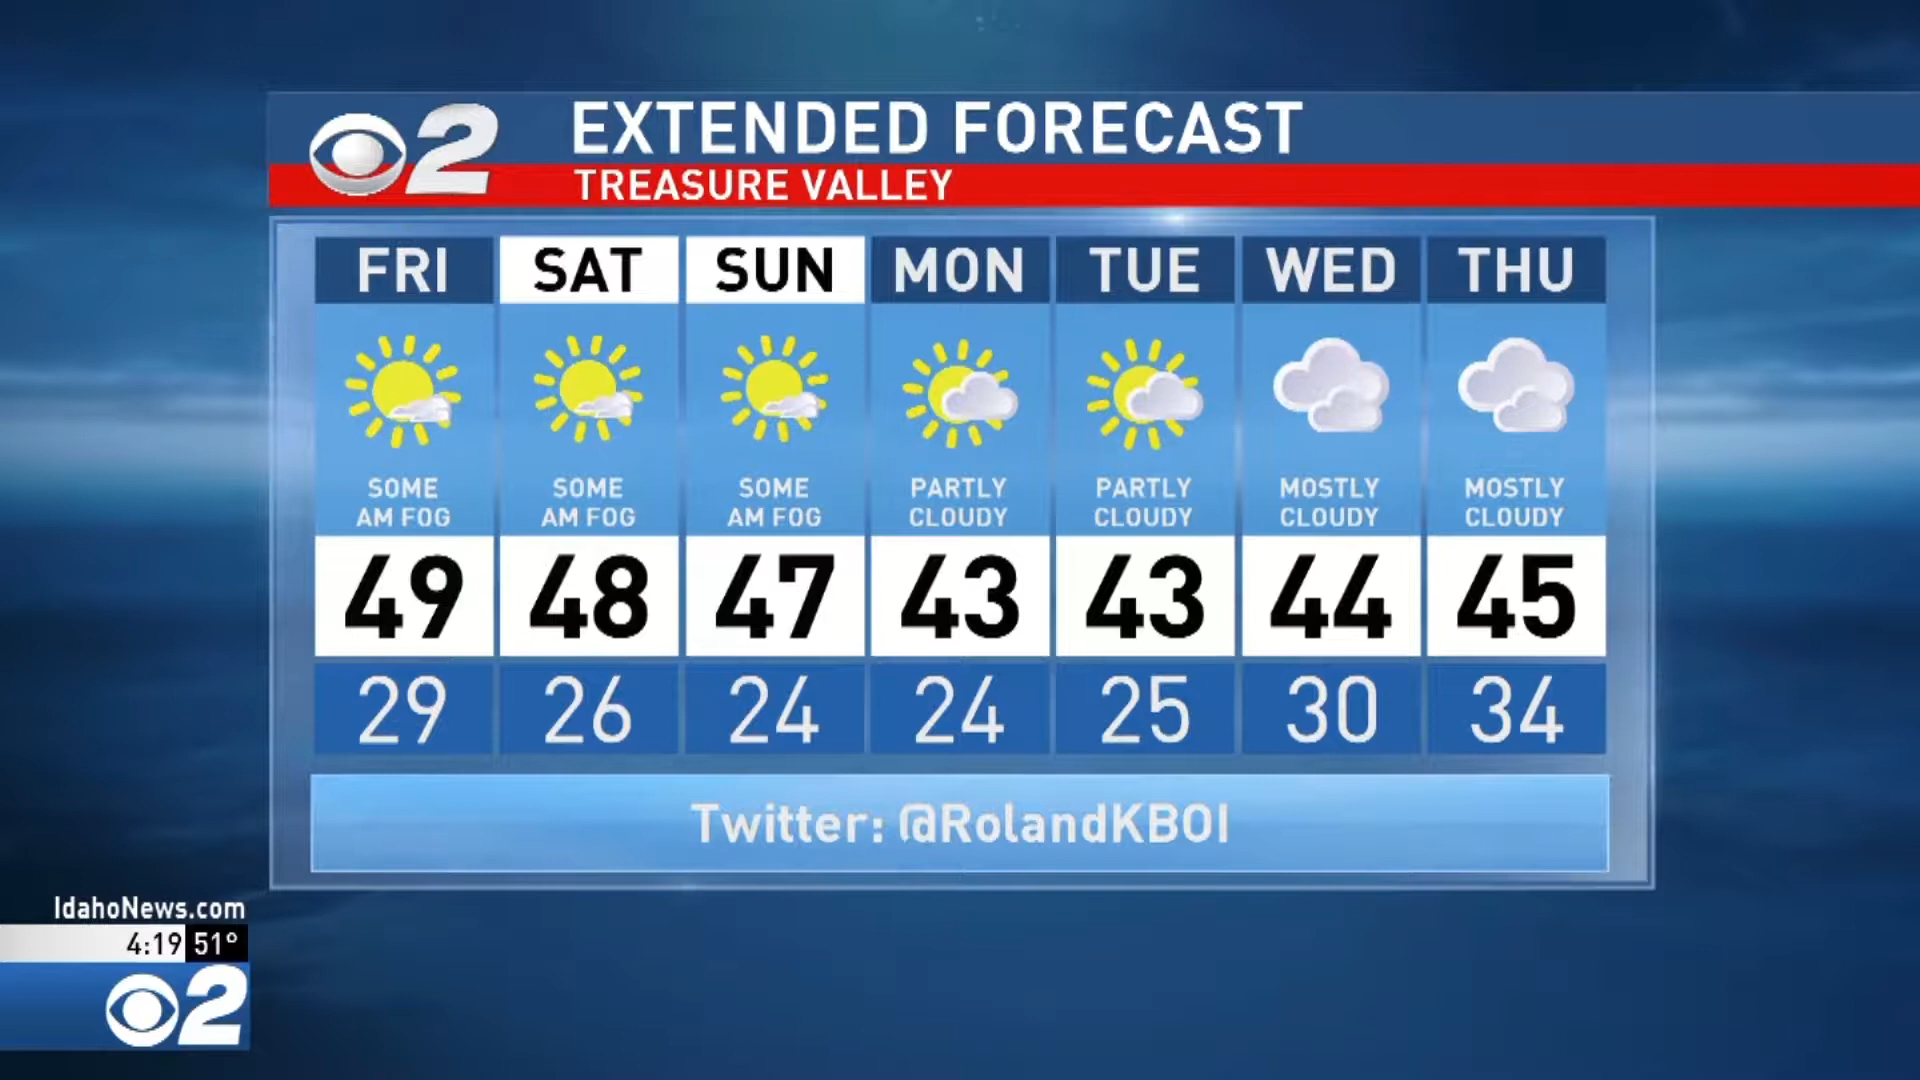 2 EXTENDED FORECAST
TREASURE VALLEY
FRI SAT SUN MON TUE WED THU
SOME SOME SOME PARTLY PARTLY MOSTLY MOSTLY
AM FOG AM FOG AM FOG CLOUDY CLOUDY CLOUDY CLOUDY
49 48 47 43 43 44 45
29 26 24 24 25 30 34
Twitter: @RolandKBOI
IdahoNews.com
4:19 51°
2